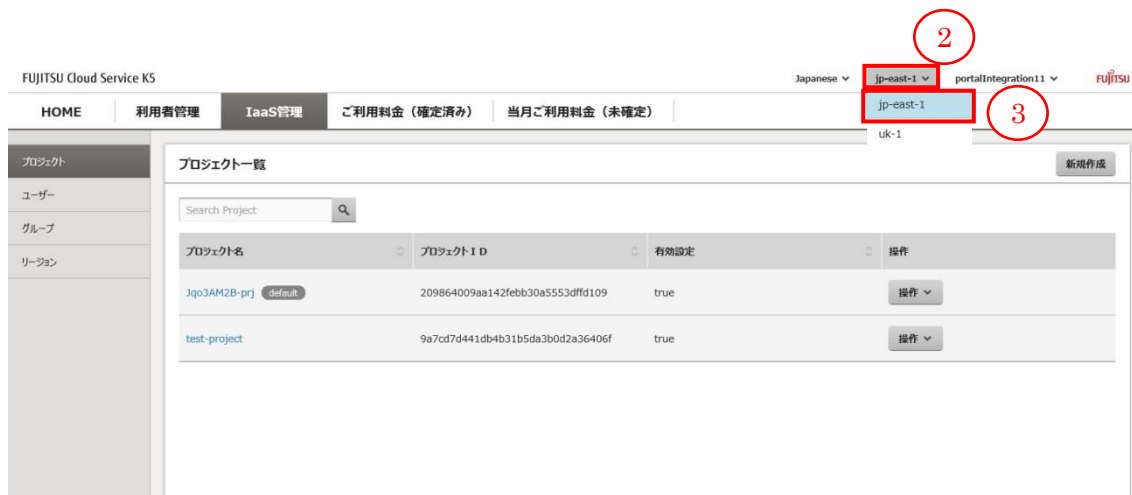 2
FUJITSU Cloud Service K5
Japanese
jp-east-1
portalIntegration11
FUJITSU
HOME
利用者管理
IaaS管理
ご利用料金（確定済み）
当月ご利用料金（未確定）
jp-east-1
3
uk-1
プロジェクト
ユーザー
グループ
リージョン
プロジェクト一覧
新規作成
Search Project
プロジェクト名
プロジェクトＩＤ
有効設定
操作
Jqo3AM2B-prj default
209864009aa142febb30a5553dffd109
true
操作
test-project
9a7cd7d441db4b31b5da3b0d2a36406f
true
操作